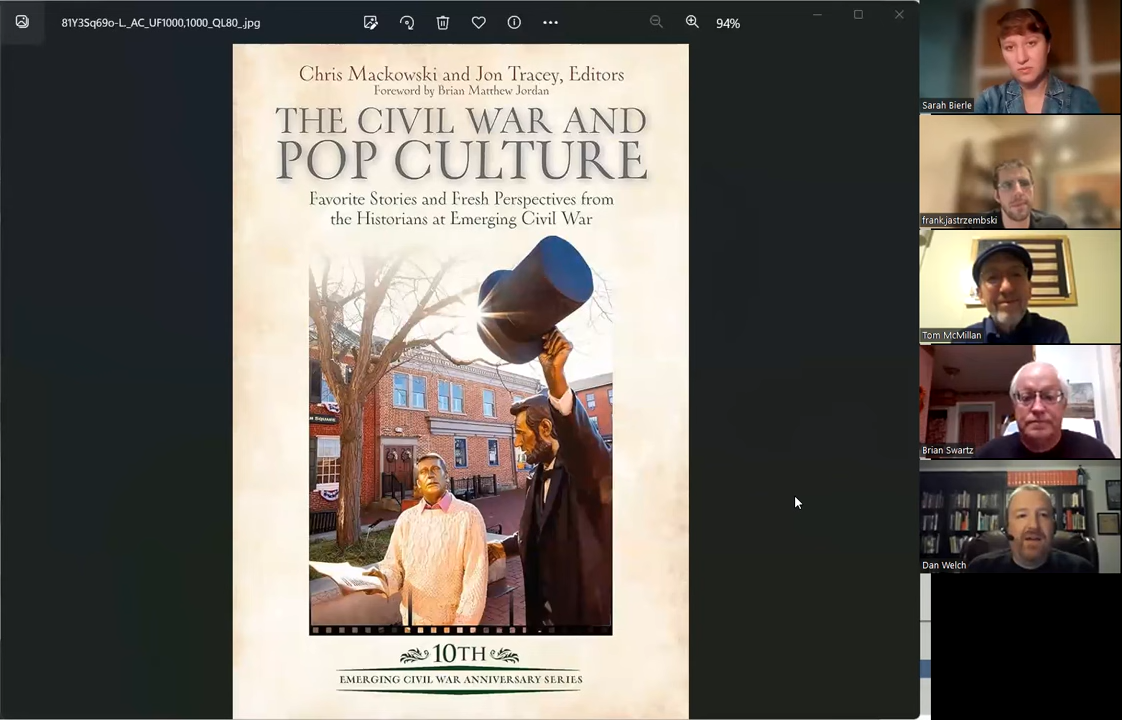 81Y3Sq69o-L._AC_UF1000,1000_QL80_.jpg
94%
Chris Mackowski and Jon Tracey, Editors
Foreword by Brian Matthew Jordan
THE CIVIL WAR AND
POP CULTURE
Favorite Stories and Fresh Perspectives from
the Historians at Emerging Civil War
10TH
EMERGING CIVIL WAR ANNIVERSARY SERIES
Sarah Bierle
frank.jastrzembski
Tom McMillan
Brian Swartz
Dan Welch